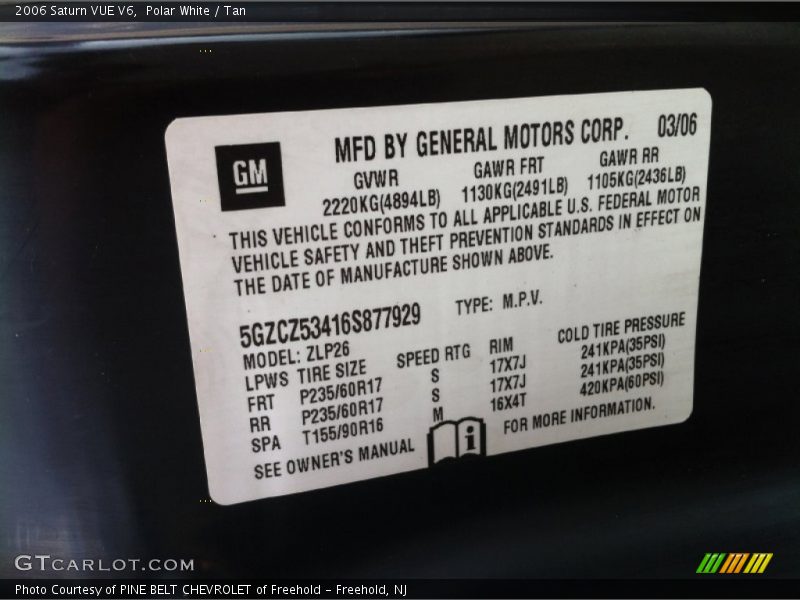 2006 Saturn VUE V6, Polar White / Tan
GM
MFD BY GENERAL MOTORS CORP. 03/06
GVWR GAWR FRT GAWR RR
2220KG(4894LB) 1130KG(2491LB) 1105KG(2436LB)
THIS VEHICLE CONFORMS TO ALL APPLICABLE U.S. FEDERAL MOTOR
VEHICLE SAFETY AND THEFT PREVENTION STANDARDS IN EFFECT ON
THE DATE OF MANUFACTURE SHOWN ABOVE.
5GZCZ53416S877929 TYPE: M.P.V.
MODEL: ZLP26
LPWS TIRE SIZE SPEED RTG RIM COLD TIRE PRESSURE
FRT P235/60R17 S 17X7J 241KPA(35PSI)
RR P235/60R17 S 17X7J 241KPA(35PSI)
SPA T155/90R16 M 16X4T 420KPA(60PSI)
SEE OWNER'S MANUAL i FOR MORE INFORMATION.
GTCARLOT.COM
Photo Courtesy of PINE BELT CHEVROLET of Freehold - Freehold, NJ